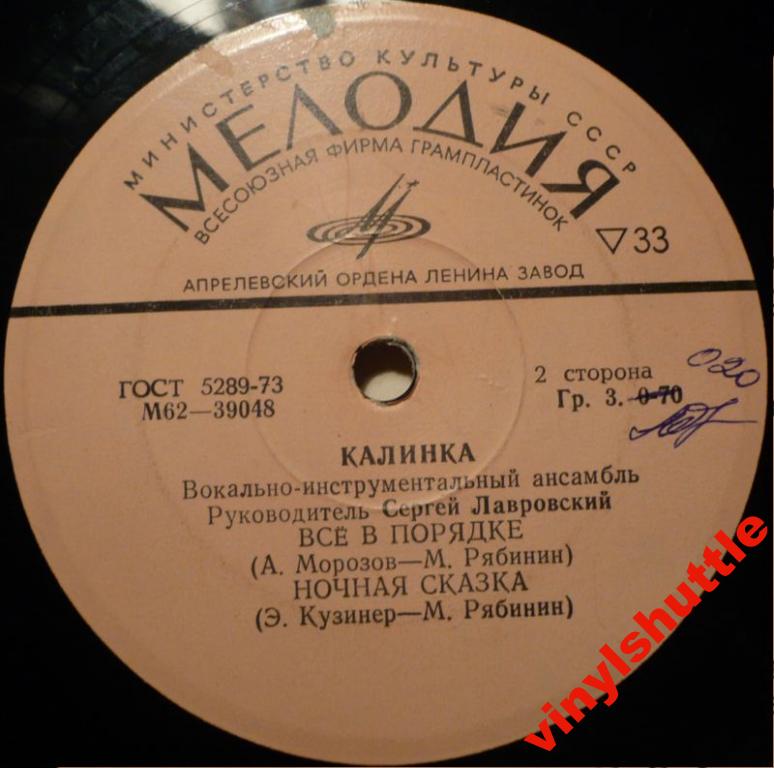 МИНИСТЕРСТВО КУЛЬТУРЫ СССР
МЕЛОДИЯ
ВСЕСОЮЗНАЯ ФИРМА ГРАМПЛАСТИНОК
▽33
АПРЕЛЕВСКИЙ ОРДЕНА ЛЕНИНА ЗАВОД
ГОСТ 5289-73
М62—39048
2 сторона
020
Гр. 3. 0-70
КАЛИНКА
Вокально-инструментальный ансамбль
Руководитель Сергей Лавровский
ВСЁ В ПОРЯДКЕ
(А. Морозов—М. Рябинин)
НОЧНАЯ СКАЗКА
(Э. Кузинер—М. Рябинин)
vinylshuttle